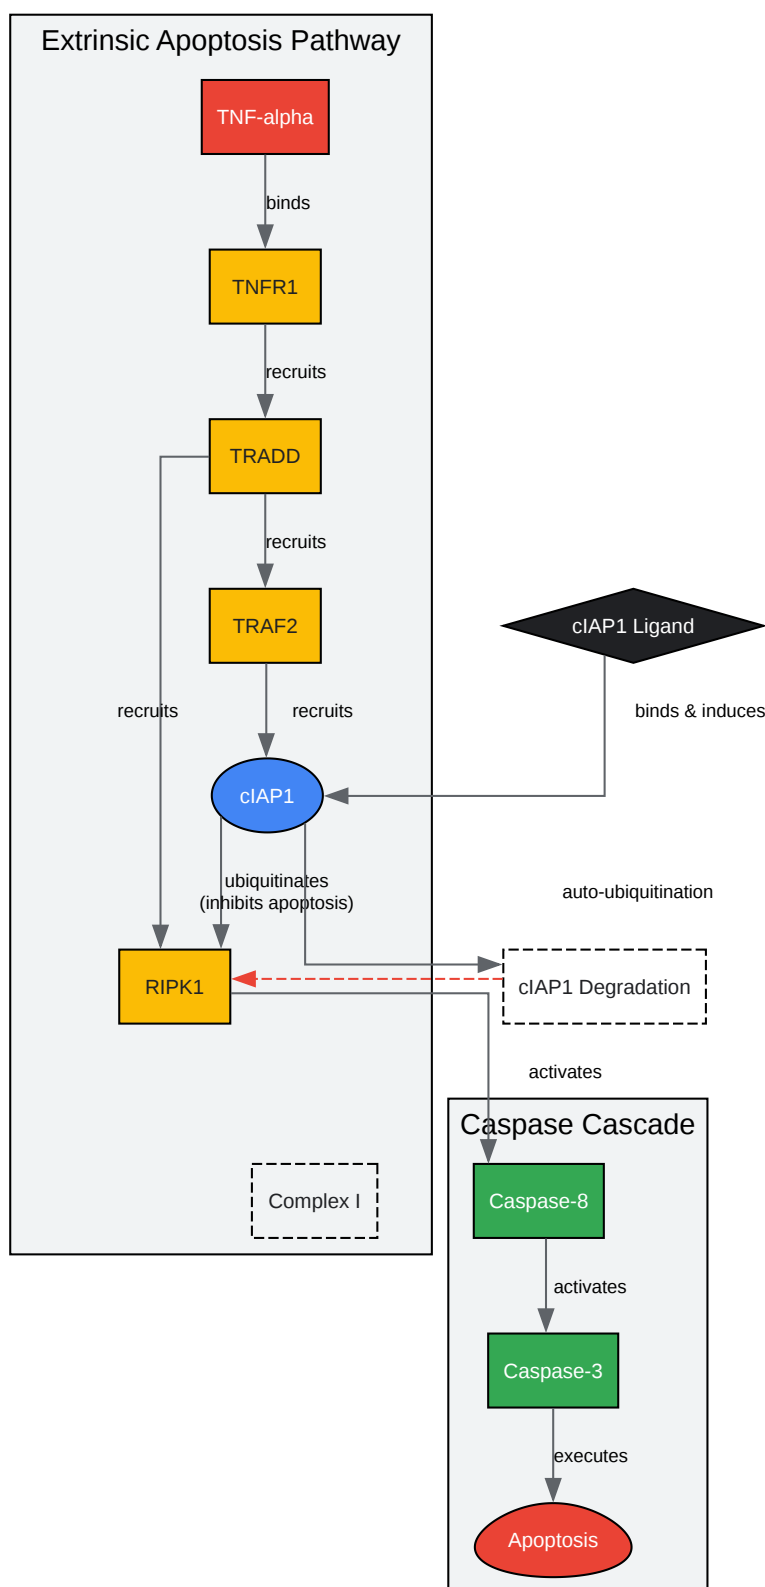 Extrinsic Apoptosis Pathway
TNF-alpha
binds
TNFR1
recruits
TRADD
recruits
TRAF2
cIAP1 Ligand
recruits
recruits
binds & induces
cIAP1
ubiquitinates
(inhibits apoptosis)
auto-ubiquitination
RIPK1
cIAP1 Degradation
activates
Caspase Cascade
Complex I
Caspase-8
activates
Caspase-3
executes
Apoptosis